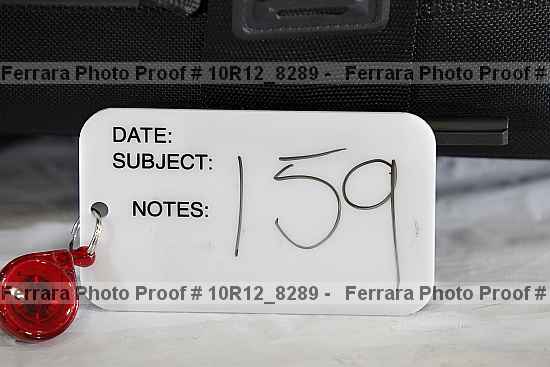 Ferrara Photo Proof # 10R12_8289 - Ferrara Photo Proof #
DATE:
SUBJECT: 159
NOTES:
Ferrara Photo Proof # 10R12_8289 - Ferrara Photo Proof #